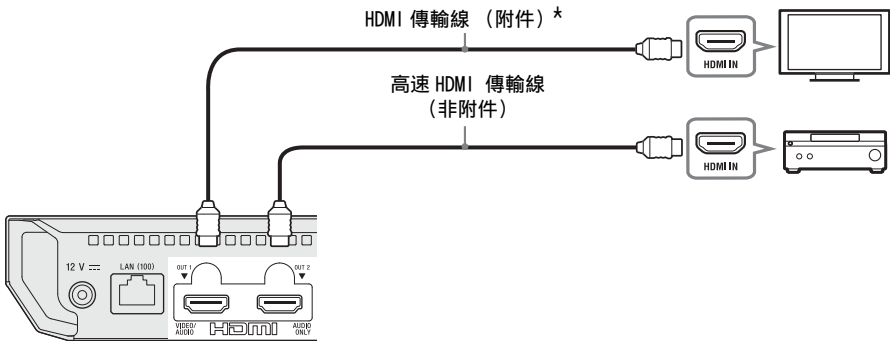 HDMI 傳輸線 （附件）*
HDMI IN
高速 HDMI 傳輸線
（非附件）
HDMI IN
12 V
LAN (100)
OUT 1
OUT 2
VIDEO/
AUDIO
HDMI
AUDIO
ONLY